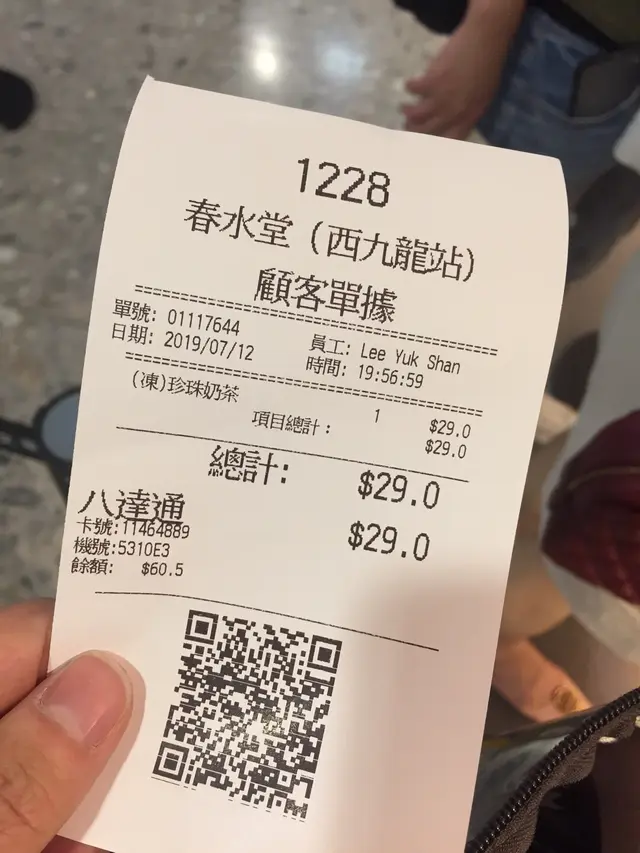 1228
春水堂 (西九龍站)
顧客單據
單號: 01117644 員工: Lee Yuk Shan
日期: 2019/07/12 時間: 19:56:59
(凍)珍珠奶茶 1 $29.0
項目總計: $29.0
總計: $29.0
八達通 $29.0
卡號:11464889
機號:5310E3
餘額: $60.5